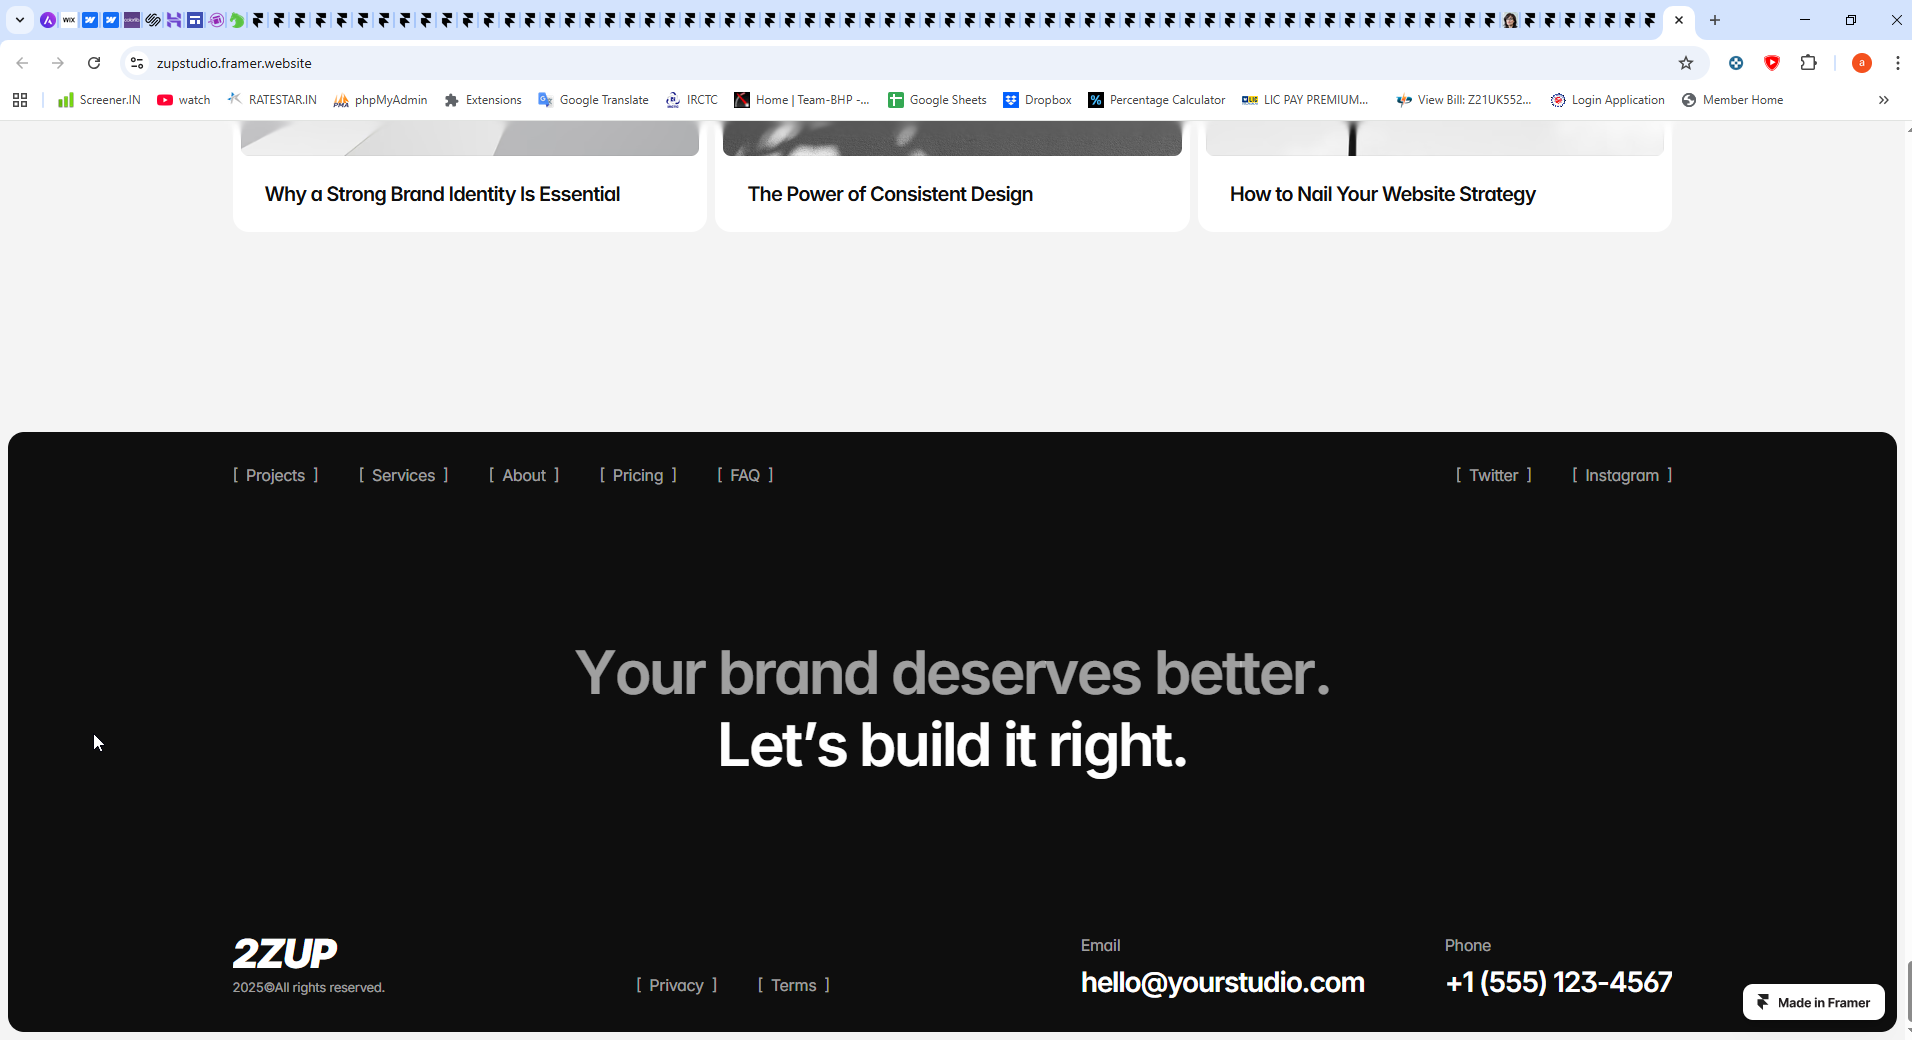 WIX
zupstudio.framer.website
a
Screener.IN
watch
RATESTAR.IN
phpMyAdmin
Extensions
Google Translate
IRCTC
Home | Team-BHP -...
Google Sheets
Dropbox
Percentage Calculator
LIC PAY PREMIUM...
View Bill: Z21UK552...
Login Application
Member Home
Why a Strong Brand Identity Is Essential
The Power of Consistent Design
How to Nail Your Website Strategy
[ Projects ]
[ Services ]
[ About ]
[ Pricing ]
[ FAQ ]
[ Twitter ]
[ Instagram ]
Your brand deserves better.
Let’s build it right.
2ZUP
2025©All rights reserved.
[ Privacy ]
[ Terms ]
Email
hello@yourstudio.com
Phone
+1 (555) 123-4567
Made in Framer